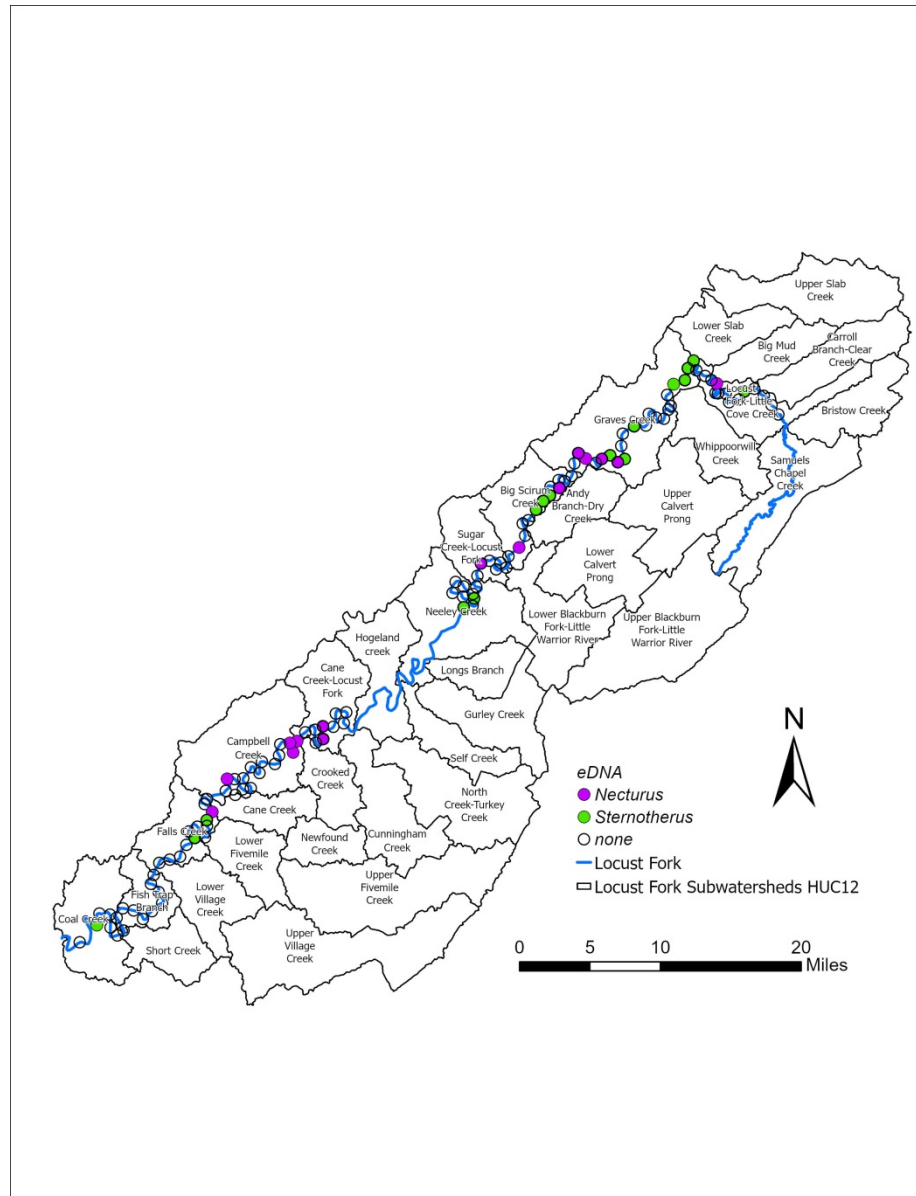 Upper Slab
Creek
Lower Slab
Creek
Big Mud
Creek
Carroll
Branch-Clear
Creek
Locust
Fork-Little
Cove Creek
Bristow Creek
Graves Creek
Whippoorwill
Creek
Samuels
Chapel
Creek
Big Scirum
Creek
Andy
Branch-Dry
Creek
Upper
Calvert
Prong
Sugar
Creek-Locust
Fork
Lower
Calvert
Prong
Neeley Creek
Lower Blackburn
Fork-Little
Warrior River
Upper Blackburn
Fork-Little
Warrior River
Hogeland
creek
Longs Branch
Cane
Creek-Locust
Fork
Gurley Creek
Campbell
Creek
Self Creek
Crooked
Creek
North
Creek-Turkey
Creek
Cane Creek
Falls Creek
Newfound
Creek
Cunningham
Creek
Lower
Fivemile
Creek
Upper
Fivemile
Creek
Fish Trap
Branch
Lower
Village
Creek
Coal Creek
Short Creek
Upper
Village
Creek
N
eDNA
Necturus
Sternotherus
none
Locust Fork
Locust Fork Subwatersheds HUC12
0 5 10 20
Miles